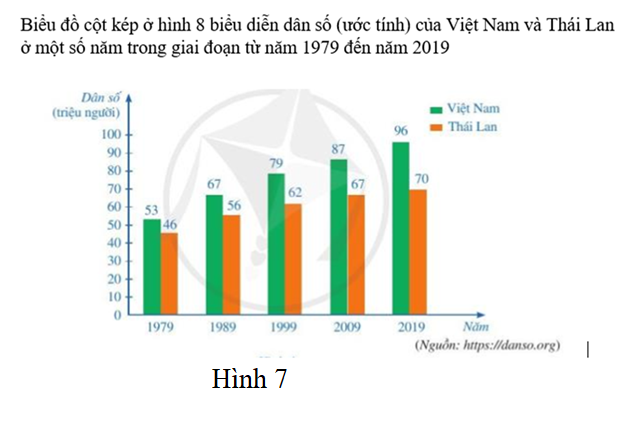 Biểu đồ cột kép ở hình 8 biểu diễn dân số (ước tính) của Việt Nam và Thái Lan
ở một số năm trong giai đoạn từ năm 1979 đến năm 2019
Dân số
(triệu người)
Việt Nam
Thái Lan
100
90
80
70
60
50
40
30
20
10
0
53
46
67
56
79
62
87
67
96
70
1979
1989
1999
2009
2019
Năm
(Nguồn: https://danso.org)
Hình 7